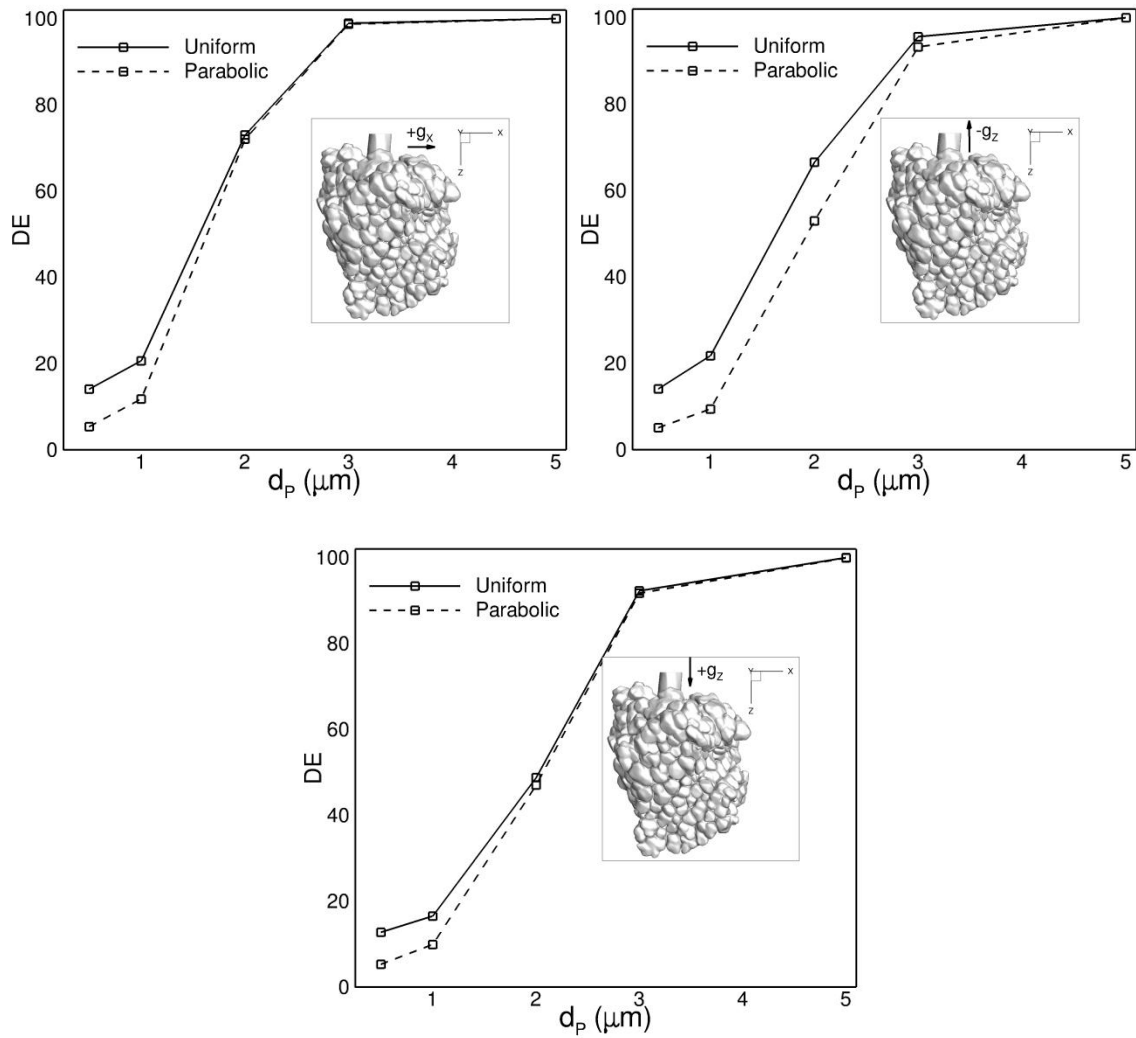 100
80
60
40
20
0
DE
Uniform
Parabolic
+gX
Y
X
Z
1
2
3
4
5
dP (μm)
100
80
60
40
20
0
DE
Uniform
Parabolic
-gZ
Y
X
Z
1
2
3
4
5
dP (μm)
100
80
60
40
20
0
DE
Uniform
Parabolic
+gZ
Y
X
Z
1
2
3
4
5
dP (μm)